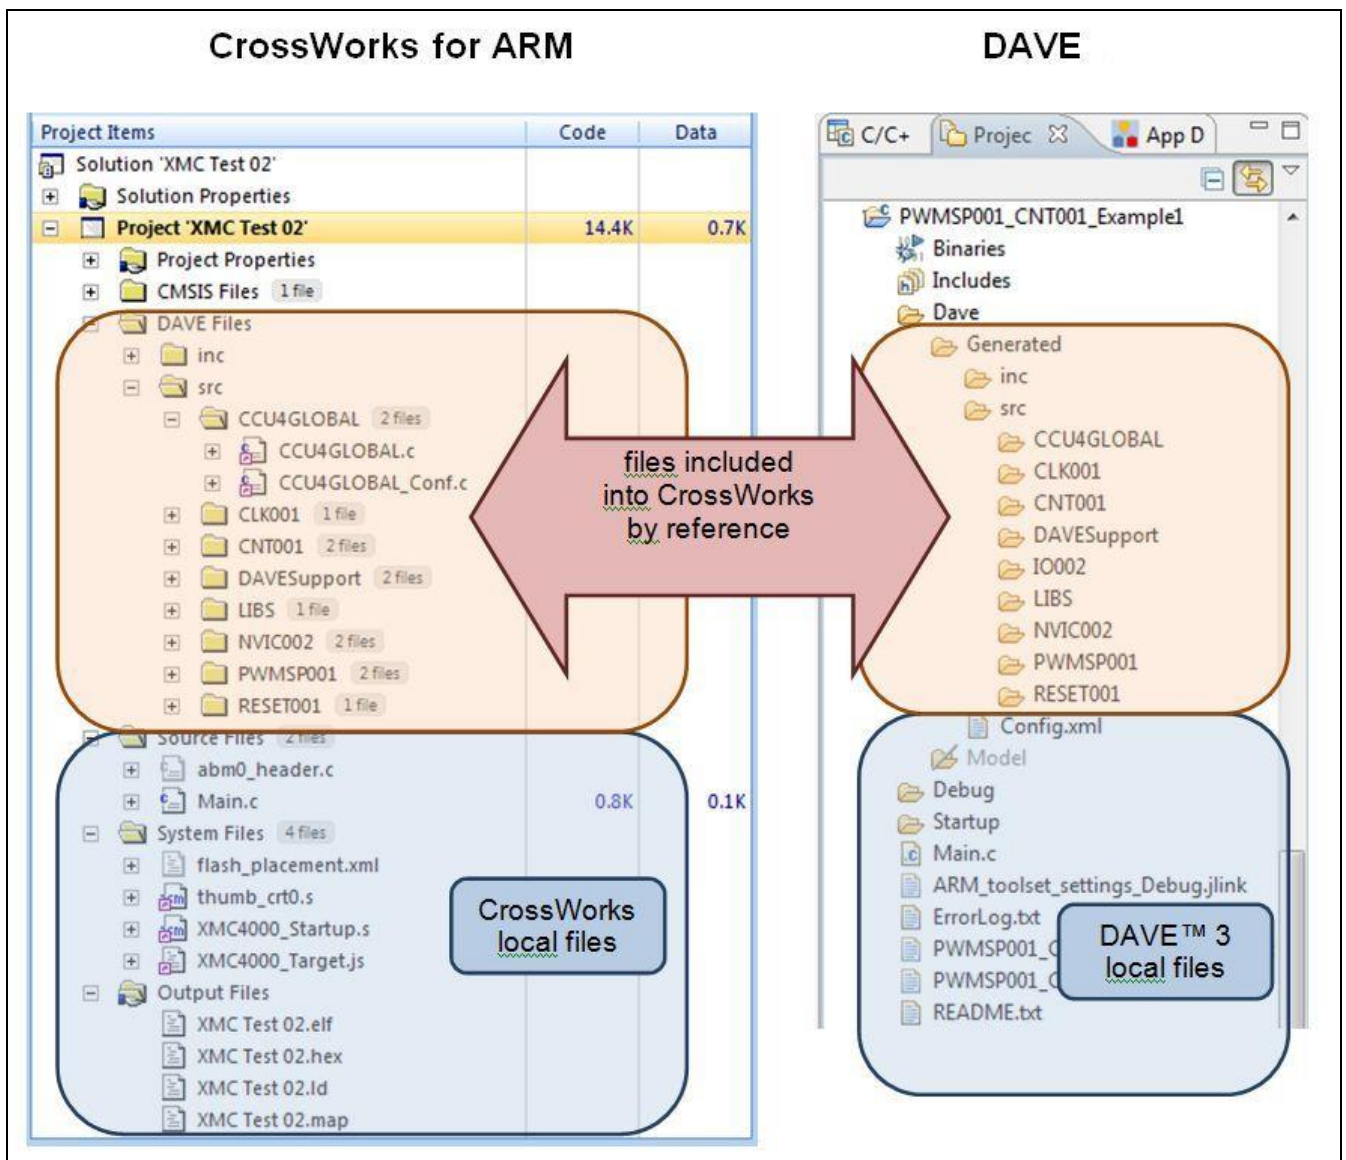 CrossWorks for ARM
Project Items Code Data
Solution 'XMC Test 02'
Solution Properties
Project 'XMC Test 02' 14.4K 0.7K
Project Properties
CMSIS Files 1 file
DAVE Files
inc
src
CCU4GLOBAL 2 files
CCU4GLOBAL.c
CCU4GLOBAL_Conf.c
CLK001 1 file
CNT001 2 files
DAVESupport 2 files
LIBS 1 file
NVIC002 2 files
PWMSP001 2 files
RESET001 1 file
Source Files 2 files
abm0_header.c
Main.c 0.8K 0.1K
System Files 4 files
flash_placement.xml
thumb_crt0.s
XMC4000_Startup.s
XMC4000_Target.js
Output Files
XMC Test 02.elf
XMC Test 02.hex
XMC Test 02.ld
XMC Test 02.map
CrossWorks
local files
files included
into CrossWorks
by reference
DAVE
C/C+ Projec App D
PWMSP001_CNT001_Example1
Binaries
Includes
Dave
Generated
inc
src
CCU4GLOBAL
CLK001
CNT001
DAVESupport
IO002
LIBS
NVIC002
PWMSP001
RESET001
Config.xml
Model
Debug
Startup
Main.c
ARM_toolset_settings_Debug.jlink
ErrorLog.txt
PWMSP001_C
PWMSP001_C
README.txt
DAVE™ 3
local files